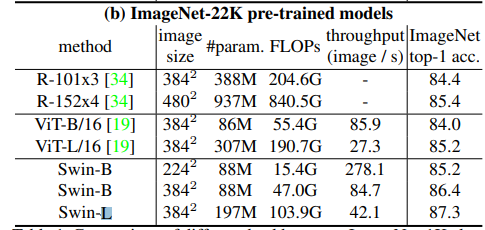 (b) ImageNet-22K pre-trained models
method image size #param. FLOPs throughput (image / s) ImageNet top-1 acc.
R-101x3 [34] 384² 388M 204.6G - 84.4
R-152x4 [34] 480² 937M 840.5G - 85.4
ViT-B/16 [19] 384² 86M 55.4G 85.9 84.0
ViT-L/16 [19] 384² 307M 190.7G 27.3 85.2
Swin-B 224² 88M 15.4G 278.1 85.2
Swin-B 384² 88M 47.0G 84.7 86.4
Swin-L 384² 197M 103.9G 42.1 87.3